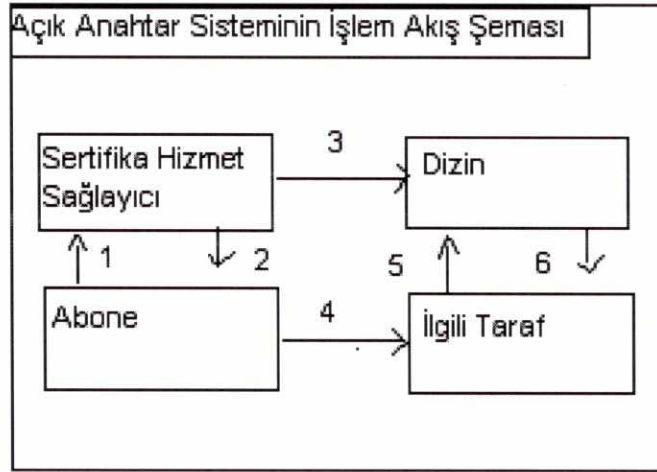 Açık Anahtar Sisteminin İşlem Akış Şeması
Sertifika Hizmet
Sağlayıcı
3
Dizin
1
2
5
6
Abone
4
İlgili Taraf